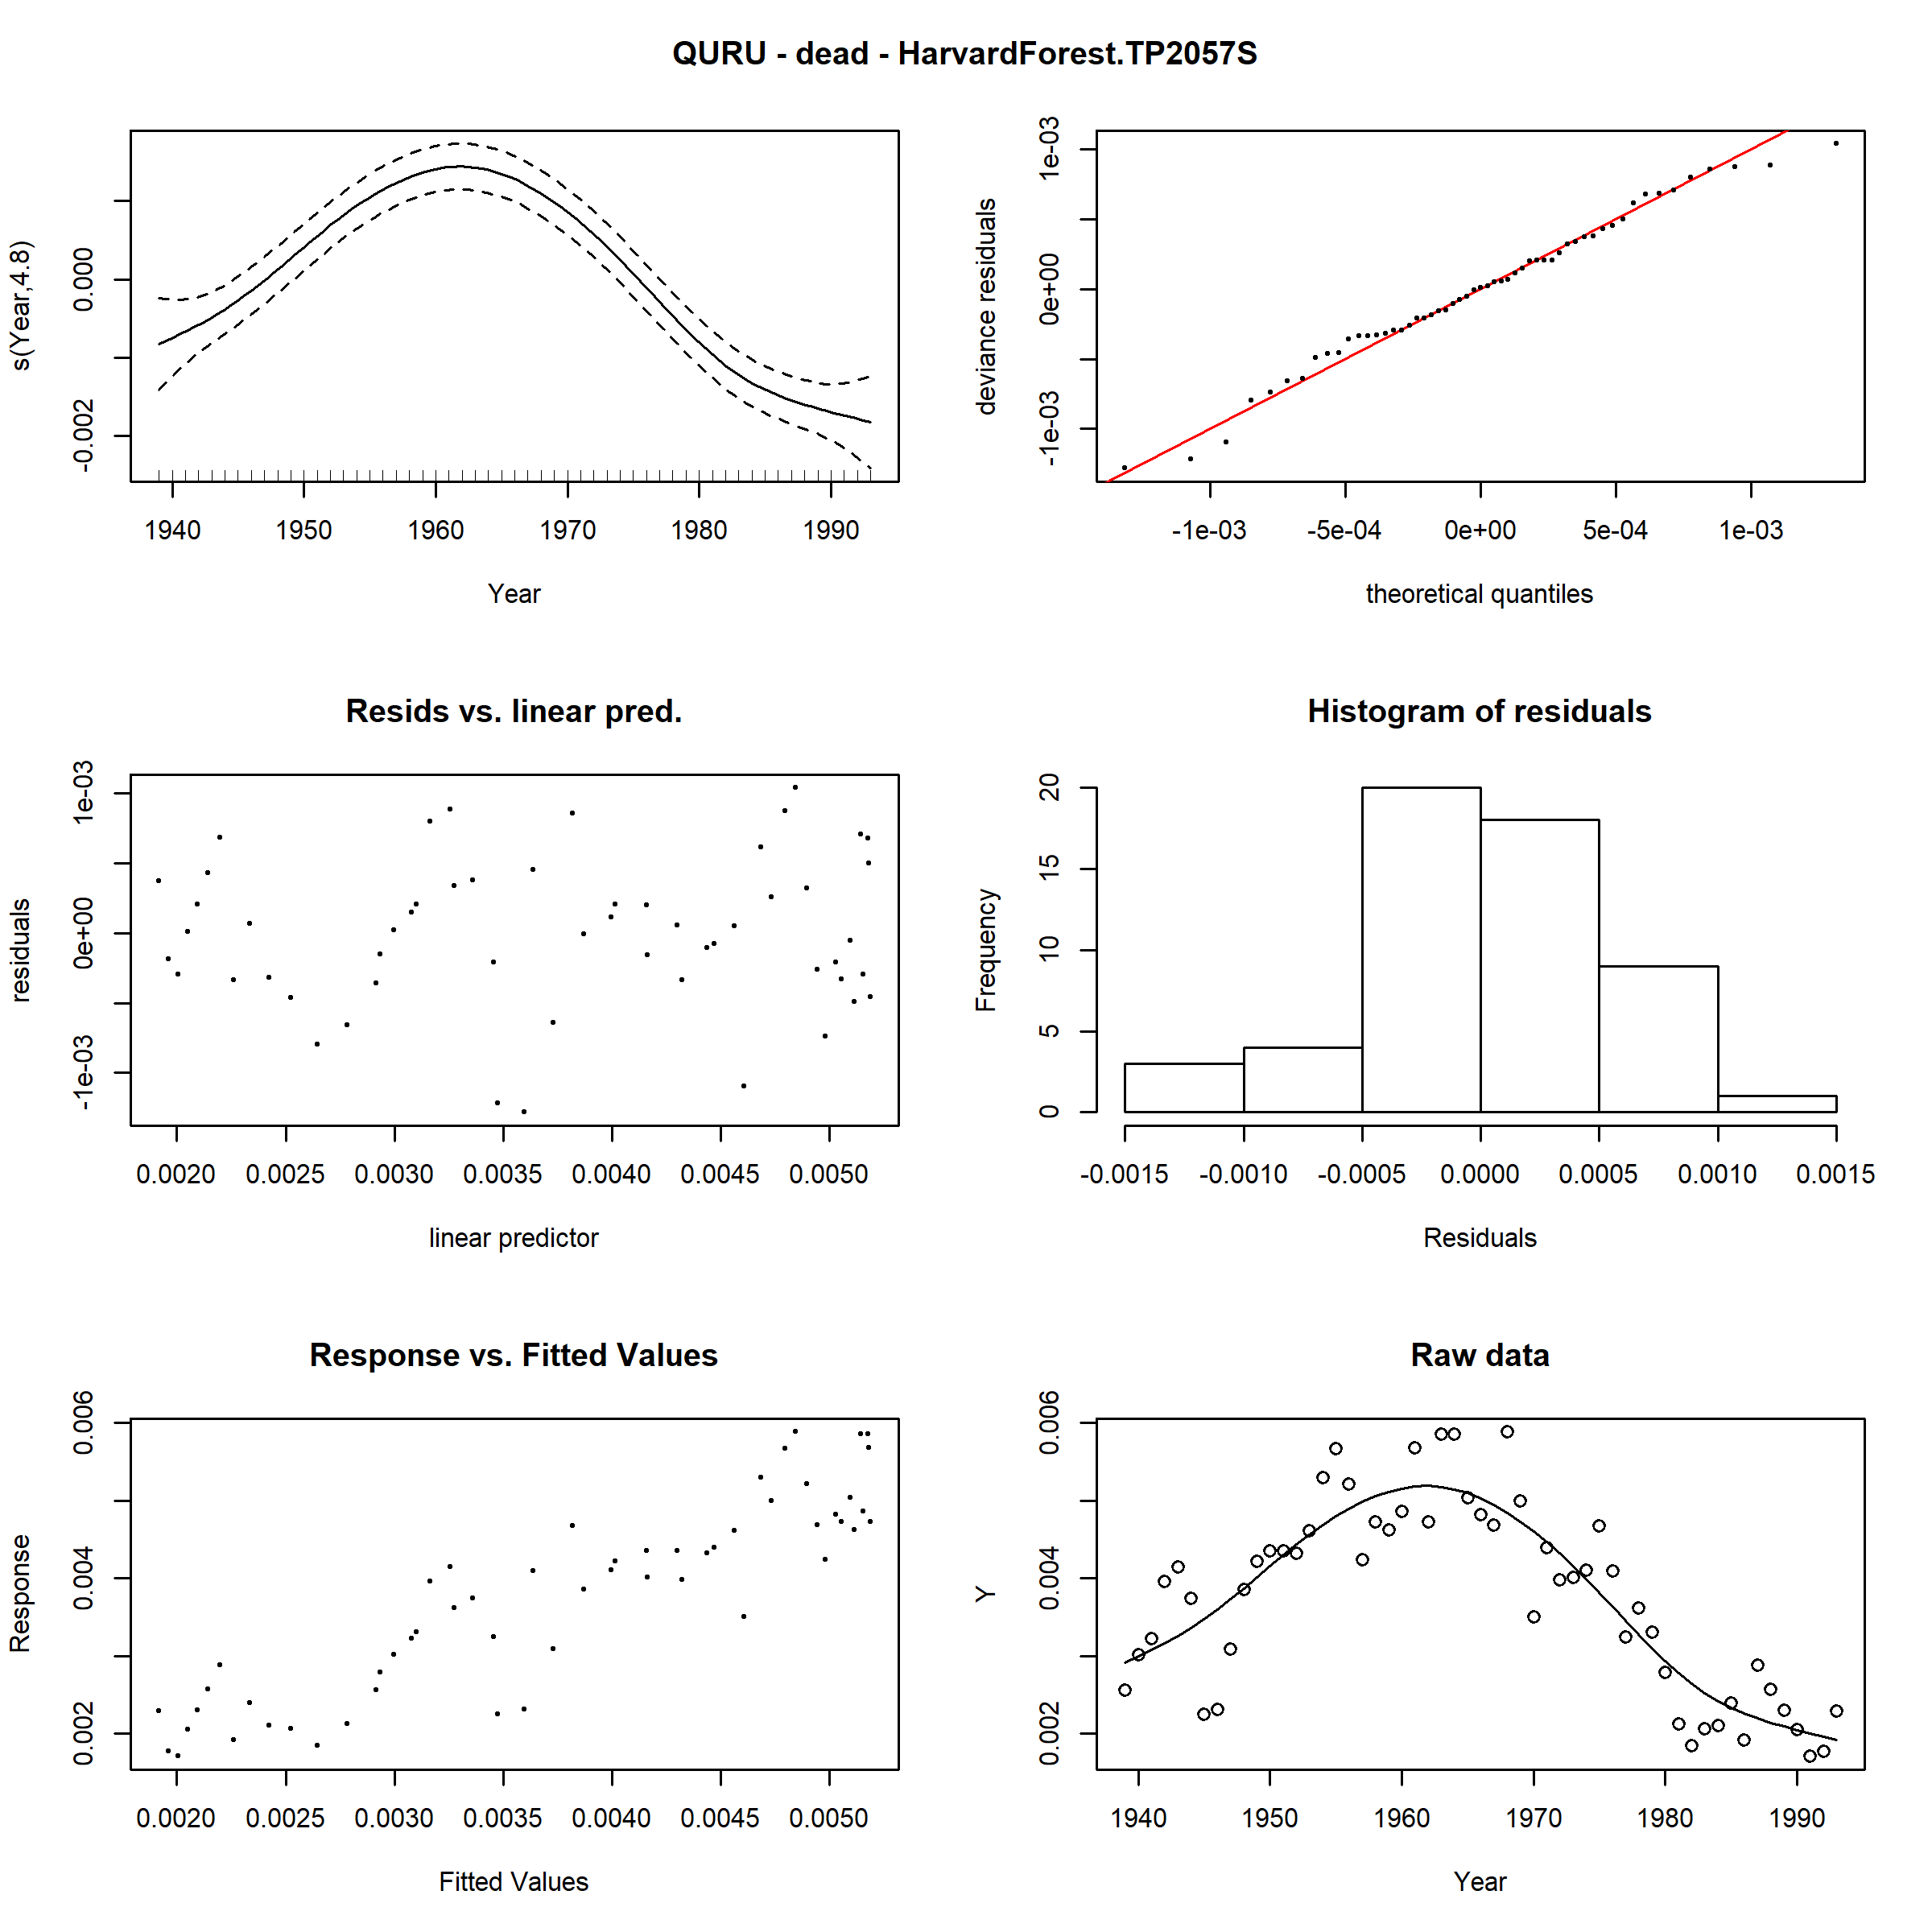 QURU - dead - HarvardForest.TP2057S
s(Year,4.8)
0.000
-0.002
1940 1950 1960 1970 1980 1990
Year
deviance residuals
1e-03
0e+00
-1e-03
-1e-03 -5e-04 0e+00 5e-04 1e-03
theoretical quantiles
Resids vs. linear pred.
residuals
1e-03
0e+00
-1e-03
0.0020 0.0025 0.0030 0.0035 0.0040 0.0045 0.0050
linear predictor
Histogram of residuals
Frequency
20
15
10
5
0
-0.0015 -0.0010 -0.0005 0.0000 0.0005 0.0010 0.0015
Residuals
Response vs. Fitted Values
Response
0.006
0.004
0.002
0.0020 0.0025 0.0030 0.0035 0.0040 0.0045 0.0050
Fitted Values
Raw data
Y
0.006
0.004
0.002
1940 1950 1960 1970 1980 1990
Year